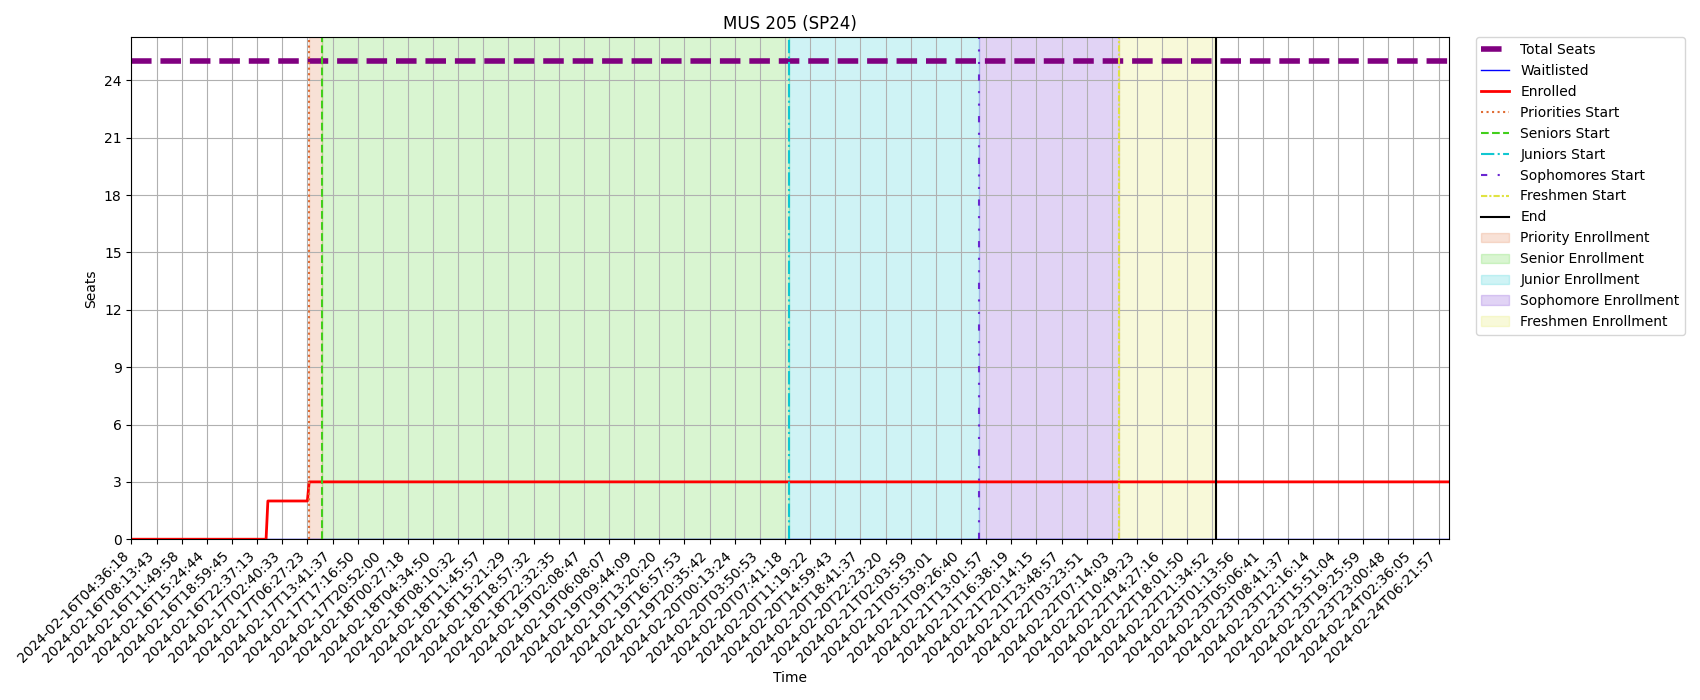 MUS 205 (SP24)
Seats
24
21
18
15
12
9
6
3
0
2024-02-16T04:36:18
2024-02-16T08:13:43
2024-02-16T11:49:58
2024-02-16T15:24:44
2024-02-16T18:59:45
2024-02-16T22:37:13
2024-02-17T02:40:33
2024-02-17T06:27:23
2024-02-17T13:41:37
2024-02-17T17:16:50
2024-02-17T20:52:00
2024-02-18T00:27:18
2024-02-18T04:34:50
2024-02-18T08:10:32
2024-02-18T11:45:57
2024-02-18T15:21:29
2024-02-18T18:57:32
2024-02-18T22:32:35
2024-02-19T02:08:47
2024-02-19T06:08:07
2024-02-19T09:44:09
2024-02-19T13:20:20
2024-02-19T16:57:53
2024-02-19T20:35:42
2024-02-20T00:13:24
2024-02-20T03:50:53
2024-02-20T07:41:18
2024-02-20T11:19:22
2024-02-20T14:59:43
2024-02-20T18:41:37
2024-02-20T22:23:20
2024-02-21T02:03:59
2024-02-21T05:53:01
2024-02-21T09:26:40
2024-02-21T13:01:57
2024-02-21T16:38:19
2024-02-21T20:14:15
2024-02-21T23:48:57
2024-02-22T03:23:51
2024-02-22T07:14:03
2024-02-22T10:49:23
2024-02-22T14:27:16
2024-02-22T18:01:50
2024-02-22T21:34:52
2024-02-23T01:13:56
2024-02-23T05:06:41
2024-02-23T08:41:37
2024-02-23T12:16:14
2024-02-23T15:51:04
2024-02-23T19:25:59
2024-02-23T23:00:48
2024-02-24T02:36:05
2024-02-24T06:21:57
Time
Total Seats
Waitlisted
Enrolled
Priorities Start
Seniors Start
Juniors Start
Sophomores Start
Freshmen Start
End
Priority Enrollment
Senior Enrollment
Junior Enrollment
Sophomore Enrollment
Freshmen Enrollment